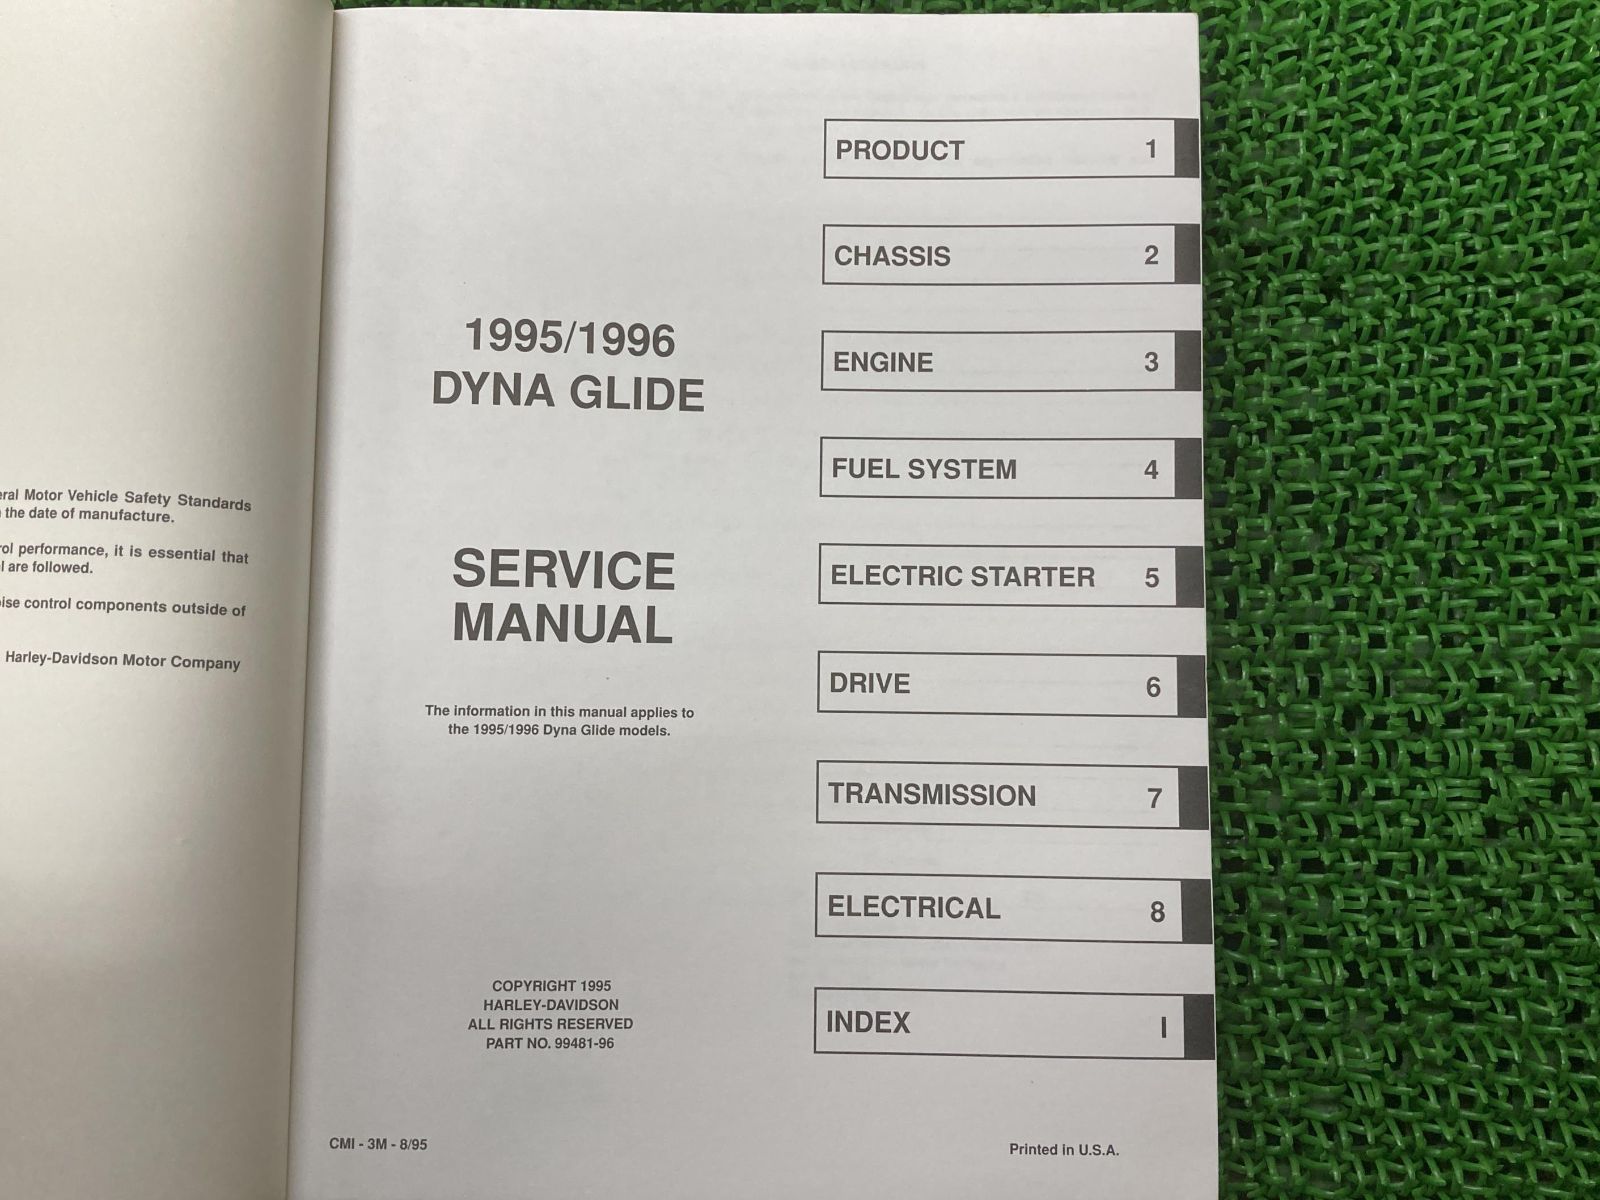 Motor Vehicle Safety Standards
the date of manufacture.
performance, it is essential that
are followed.
control components outside of
Harley-Davidson Motor Company
1995/1996
DYNA GLIDE
SERVICE
MANUAL
The information in this manual applies to
the 1995/1996 Dyna Glide models.
COPYRIGHT 1995
HARLEY-DAVIDSON
ALL RIGHTS RESERVED
PART NO. 99481-96
CMI - 3M - 8/95
PRODUCT 1
CHASSIS 2
ENGINE 3
FUEL SYSTEM 4
ELECTRIC STARTER 5
DRIVE 6
TRANSMISSION 7
ELECTRICAL 8
INDEX I
Printed in U.S.A.